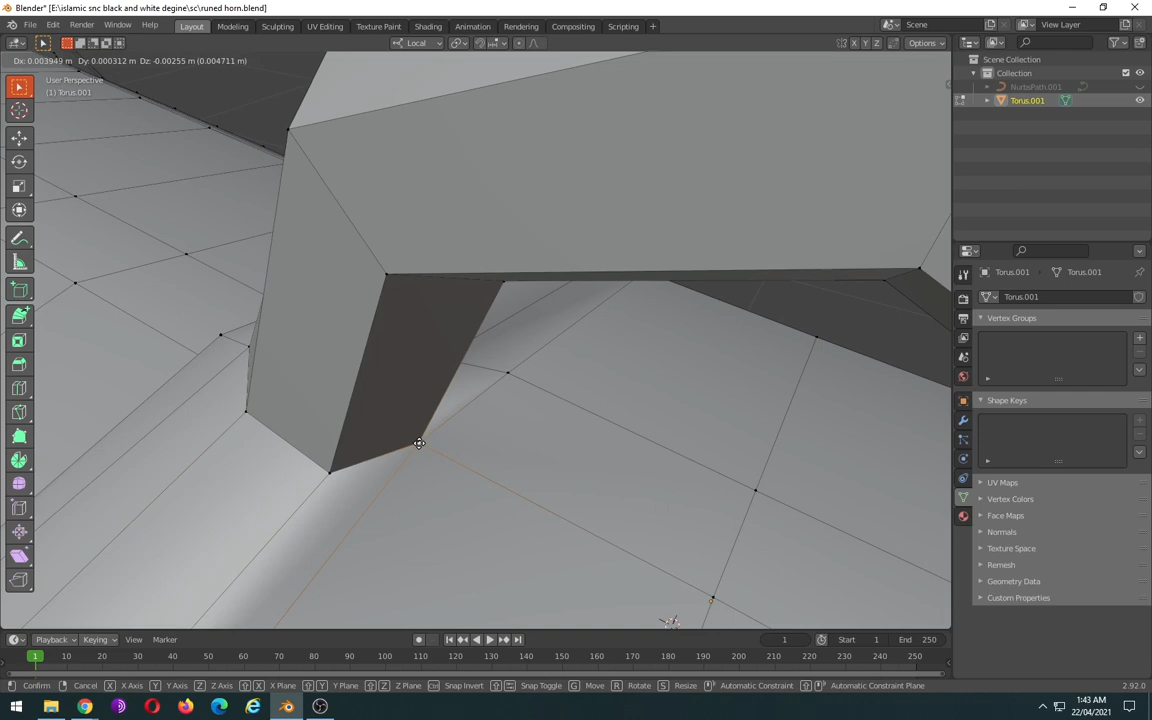 Blender* [E:\islamic snc black and white degine\sc\runed horn.blend]
File Edit Render Window Help Layout Modeling Sculpting UV Editing Texture Paint Shading Animation Rendering Compositing Scripting + Scene View Layer
Local X Y Z Options
Dx: 0.003949 m Dy: 0.000312 m Dz: -0.00255 m (0.004711 m)
User Perspective
(1) Torus.001
Scene Collection
Collection
NurbsPath.001
Torus.001
Torus.001 Torus.001
Torus.001
Vertex Groups
Shape Keys
UV Maps
Vertex Colors
Face Maps
Normals
Texture Space
Remesh
Geometry Data
Custom Properties
Playback Keying View Marker 1 Start 1 End 250
1 10 20 30 40 50 60 70 80 90 100 110 120 130 140 150 160 170 180 190 200 210 220 230 240 250
Confirm Cancel X X Axis Y Y Axis Z Z Axis X X Plane Y Y Plane Z Z Plane Ctrl Snap Invert Snap Toggle G Move R Rotate S Resize Automatic Constraint Automatic Constraint Plane 2.92.0
1:43 AM
22/04/2021